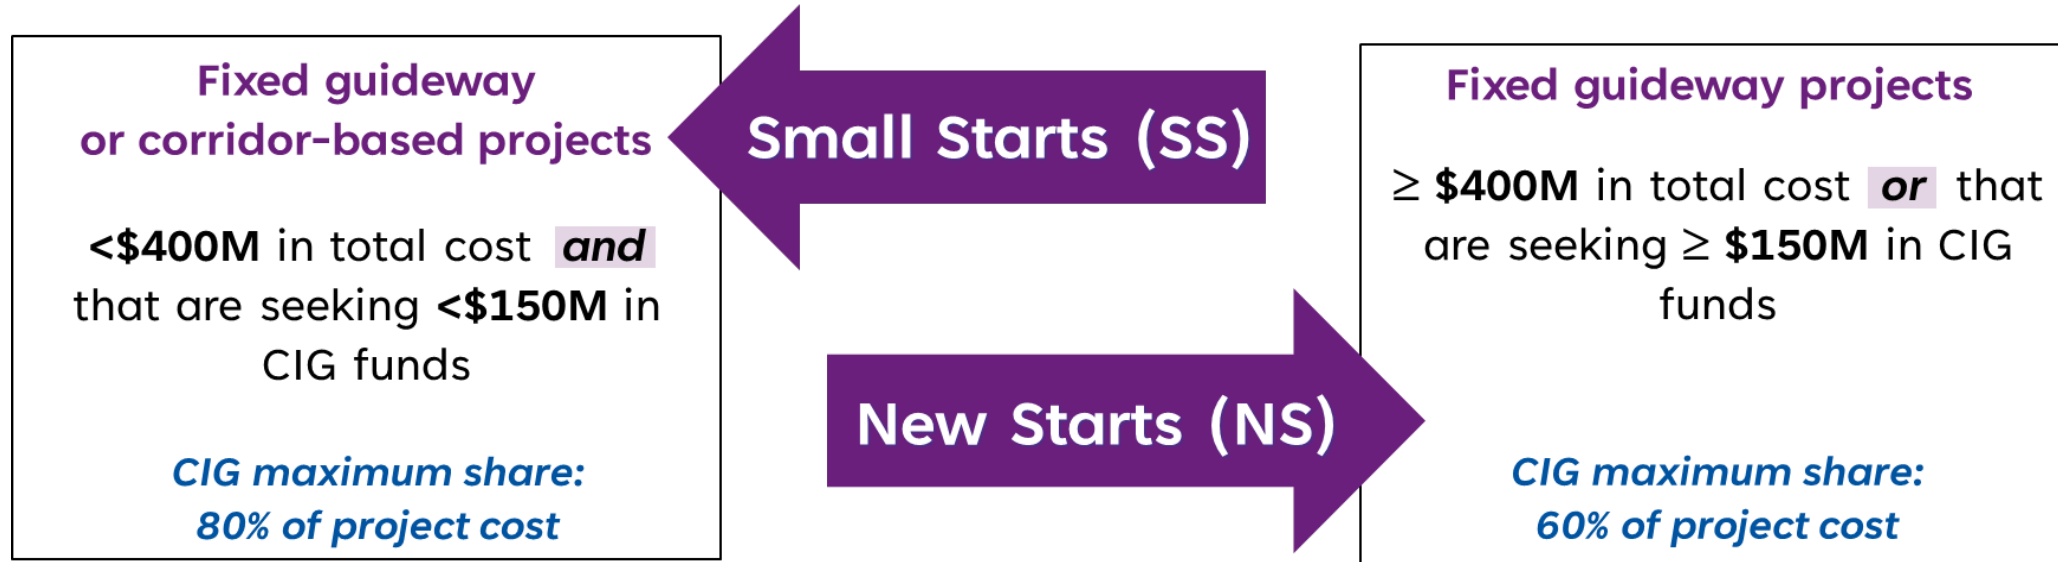 Fixed guideway
or corridor-based projects
<$400M in total cost and
that are seeking <$150M in
CIG funds
CIG maximum share:
80% of project cost
Small Starts (SS)
New Starts (NS)
Fixed guideway projects
≥ $400M in total cost or that
are seeking ≥ $150M in CIG
funds
CIG maximum share:
60% of project cost